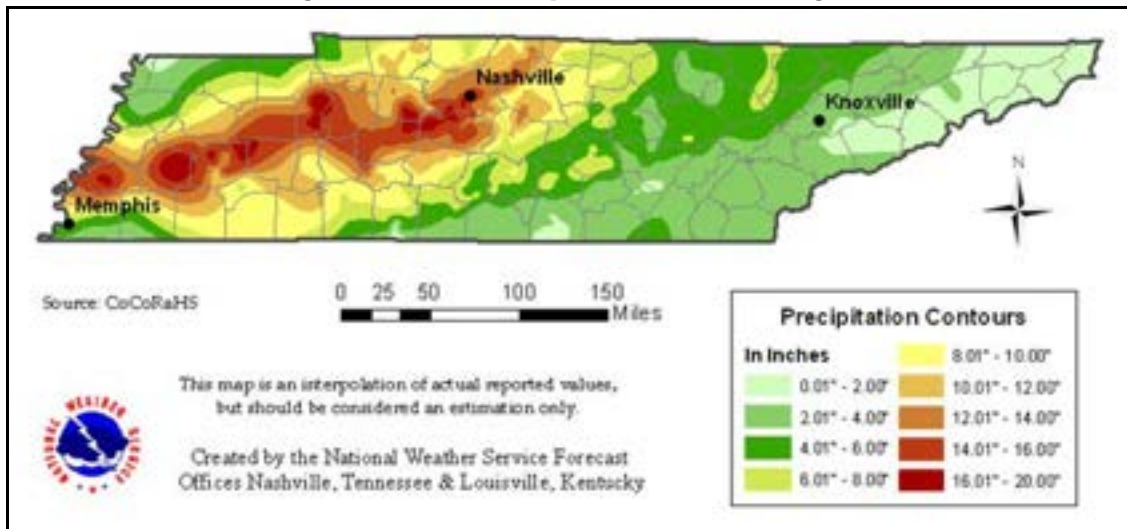 Nashville
Knoxville
Memphis
N
Source: CoCoRaHS
0 25 50 100 150
Miles
This map is an interpolation of actual reported values,
but should be considered an estimation only.
Created by the National Weather Service Forecast
Offices Nashville, Tennessee & Louisville, Kentucky
NATIONAL WEATHER SERVICE
Precipitation Contours
In Inches
0.01" - 2.00"
2.01" - 4.00"
4.01" - 6.00"
6.01" - 8.00"
8.01" - 10.00"
10.01" - 12.00"
12.01" - 14.00"
14.01" - 16.00"
16.01" - 20.00"